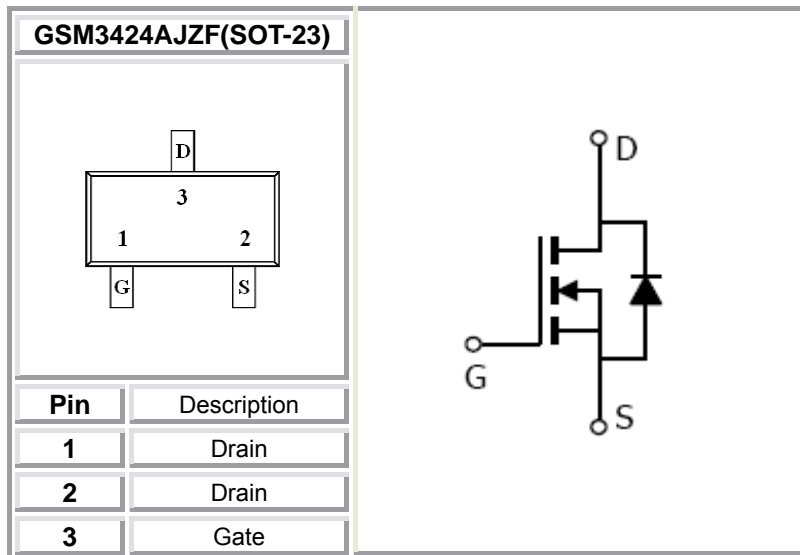 GSM3424AJZF(SOT-23)
D
3
1 2
G S
Pin Description
1 Drain
2 Drain
3 Gate
D
G
S